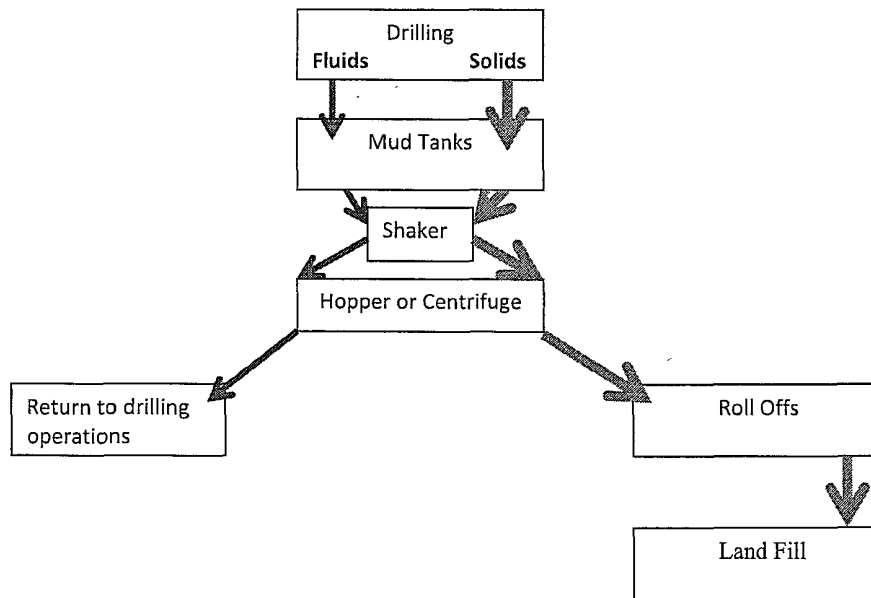 Drilling
Fluids Solids
Mud Tanks
Shaker
Hopper or Centrifuge
Return to drilling
operations
Roll Offs
Land Fill